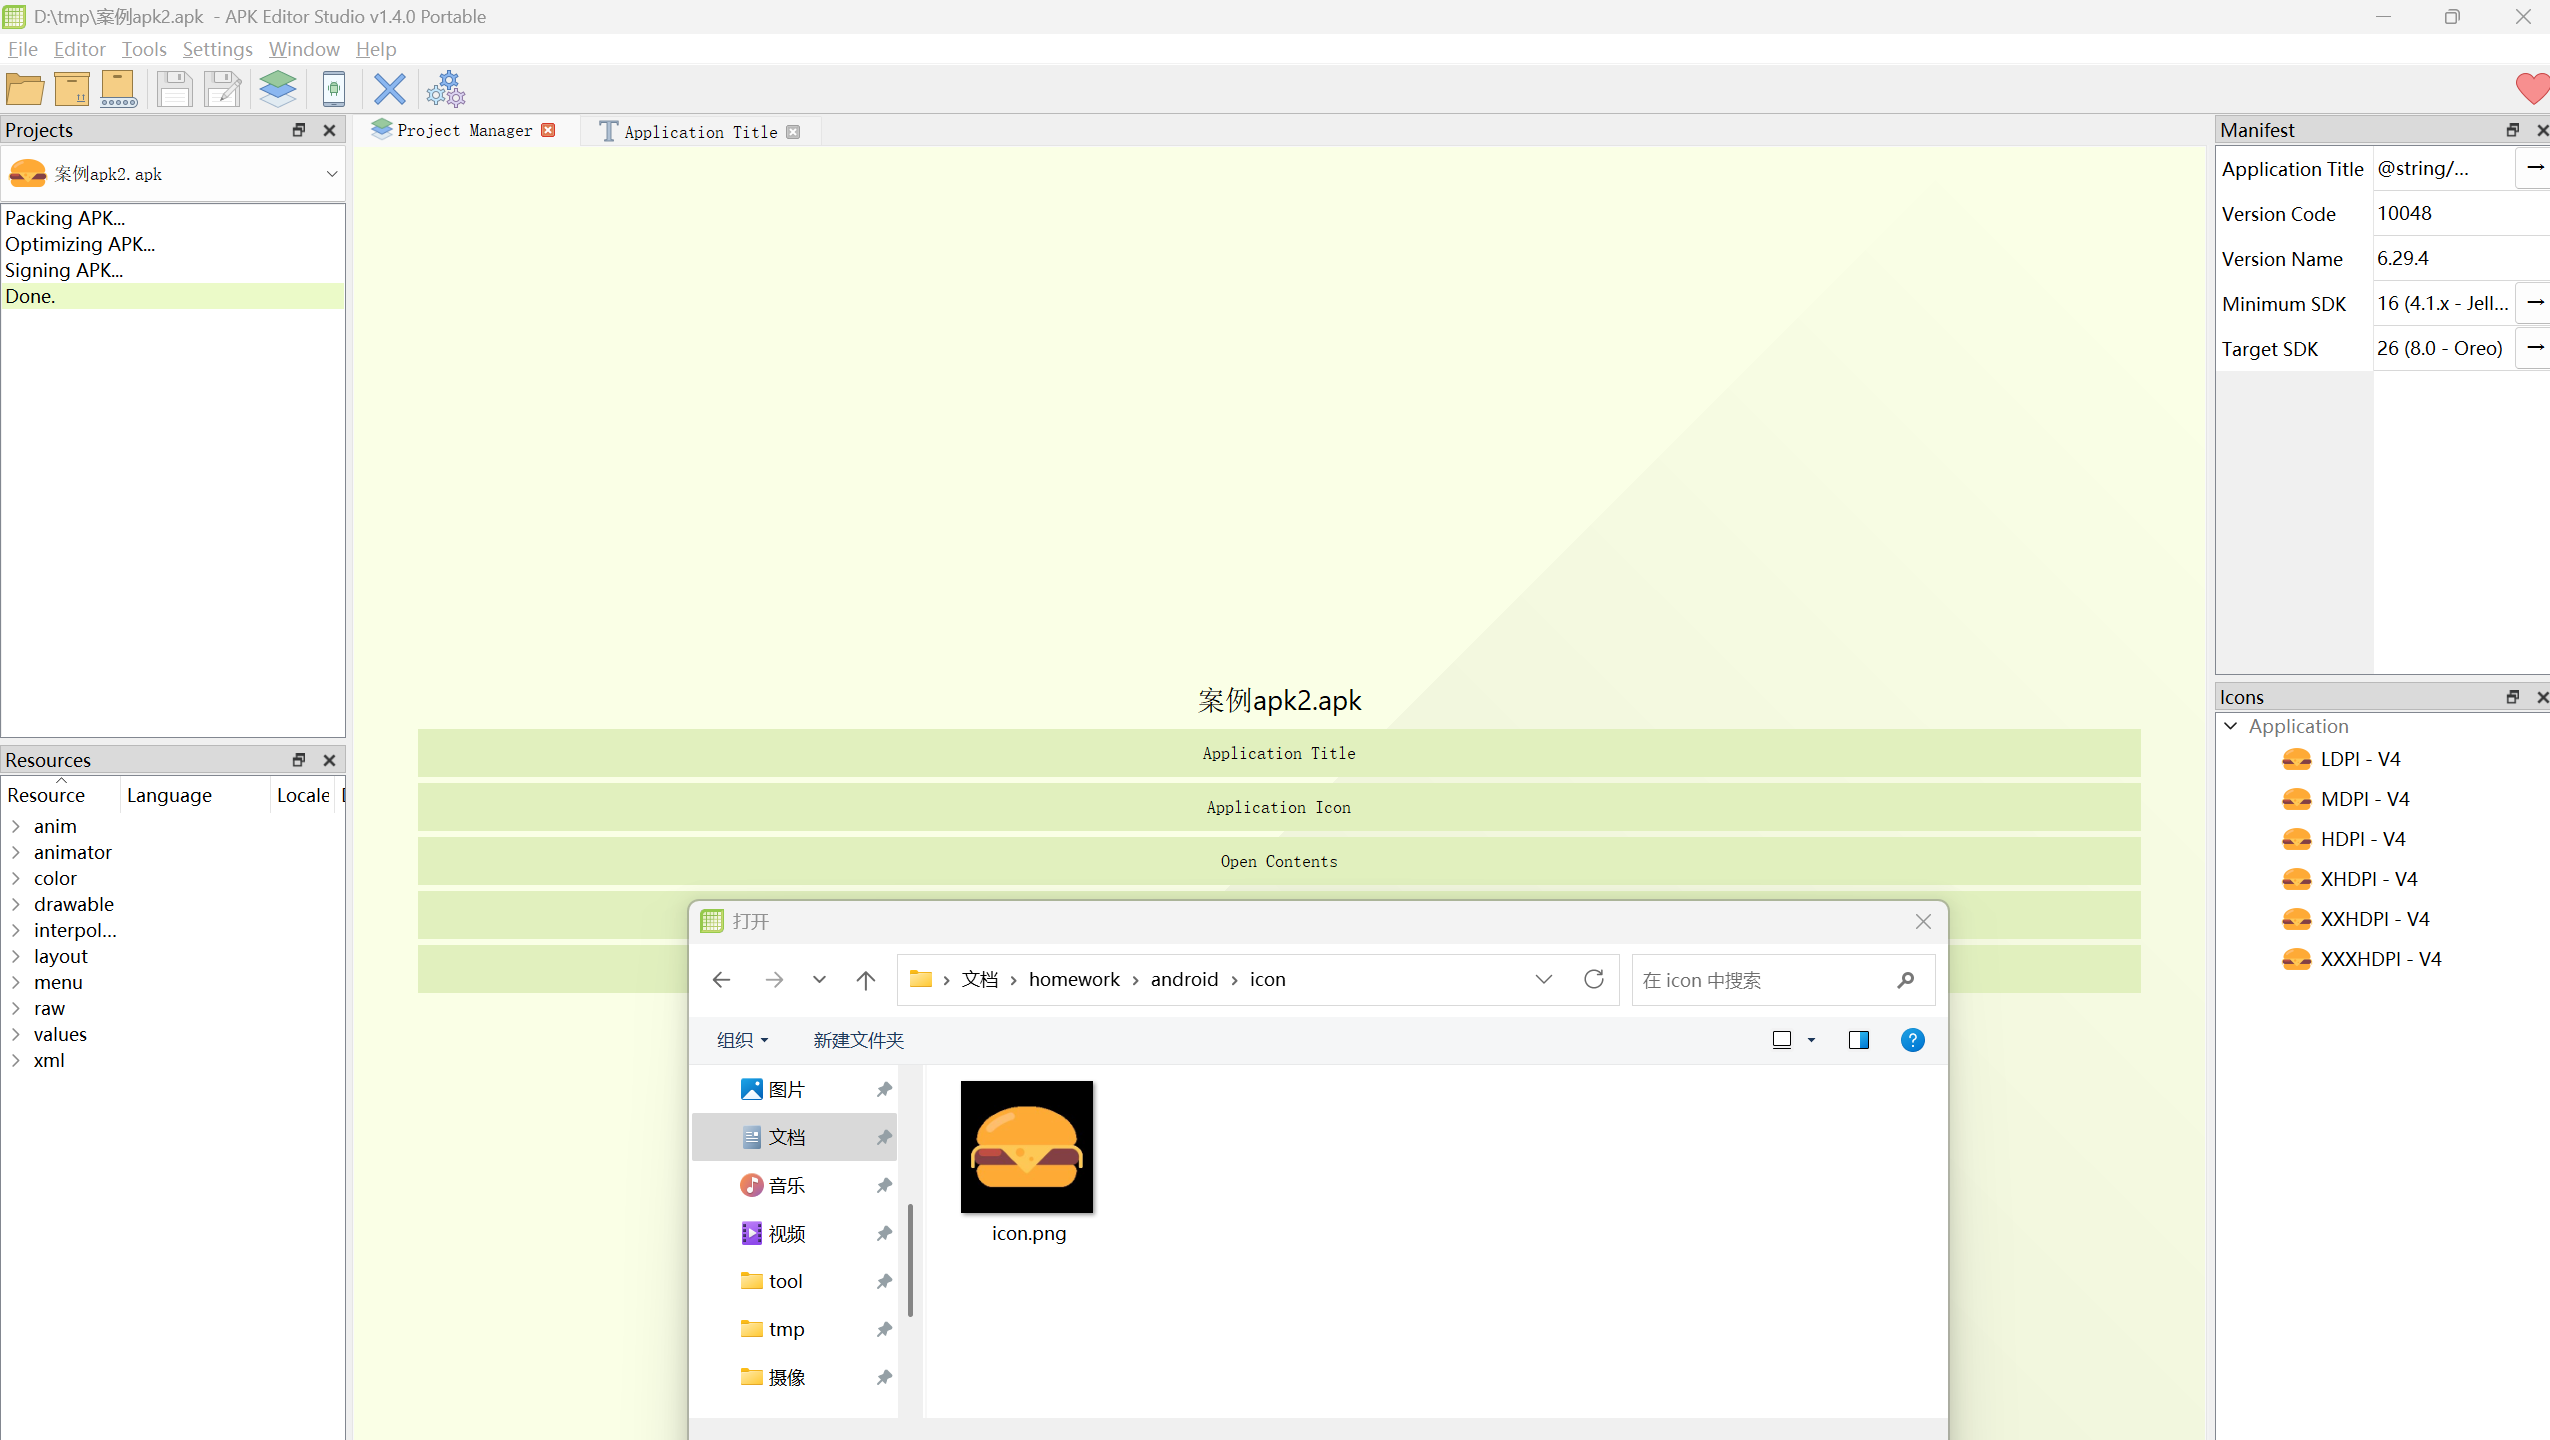 D:\tmp\案例apk2.apk - APK Editor Studio v1.4.0 Portable
File Editor Tools Settings Window Help
Projects
案例apk2.apk
Packing APK...
Optimizing APK...
Signing APK...
Done.
Resources
Resource Language Locale
anim
animator
color
drawable
interpol...
layout
menu
raw
values
xml
Project Manager
Application Title
案例apk2.apk
Application Title
Application Icon
Open Contents
打开
文档 › homework › android › icon
在 icon 中搜索
组织 新建文件夹
图片
文档
音乐
视频
tool
tmp
摄像
icon.png
Manifest
Application Title @string/...
Version Code 10048
Version Name 6.29.4
Minimum SDK 16 (4.1.x - Jell...
Target SDK 26 (8.0 - Oreo)
Icons
Application
LDPI - V4
MDPI - V4
HDPI - V4
XHDPI - V4
XXHDPI - V4
XXXHDPI - V4